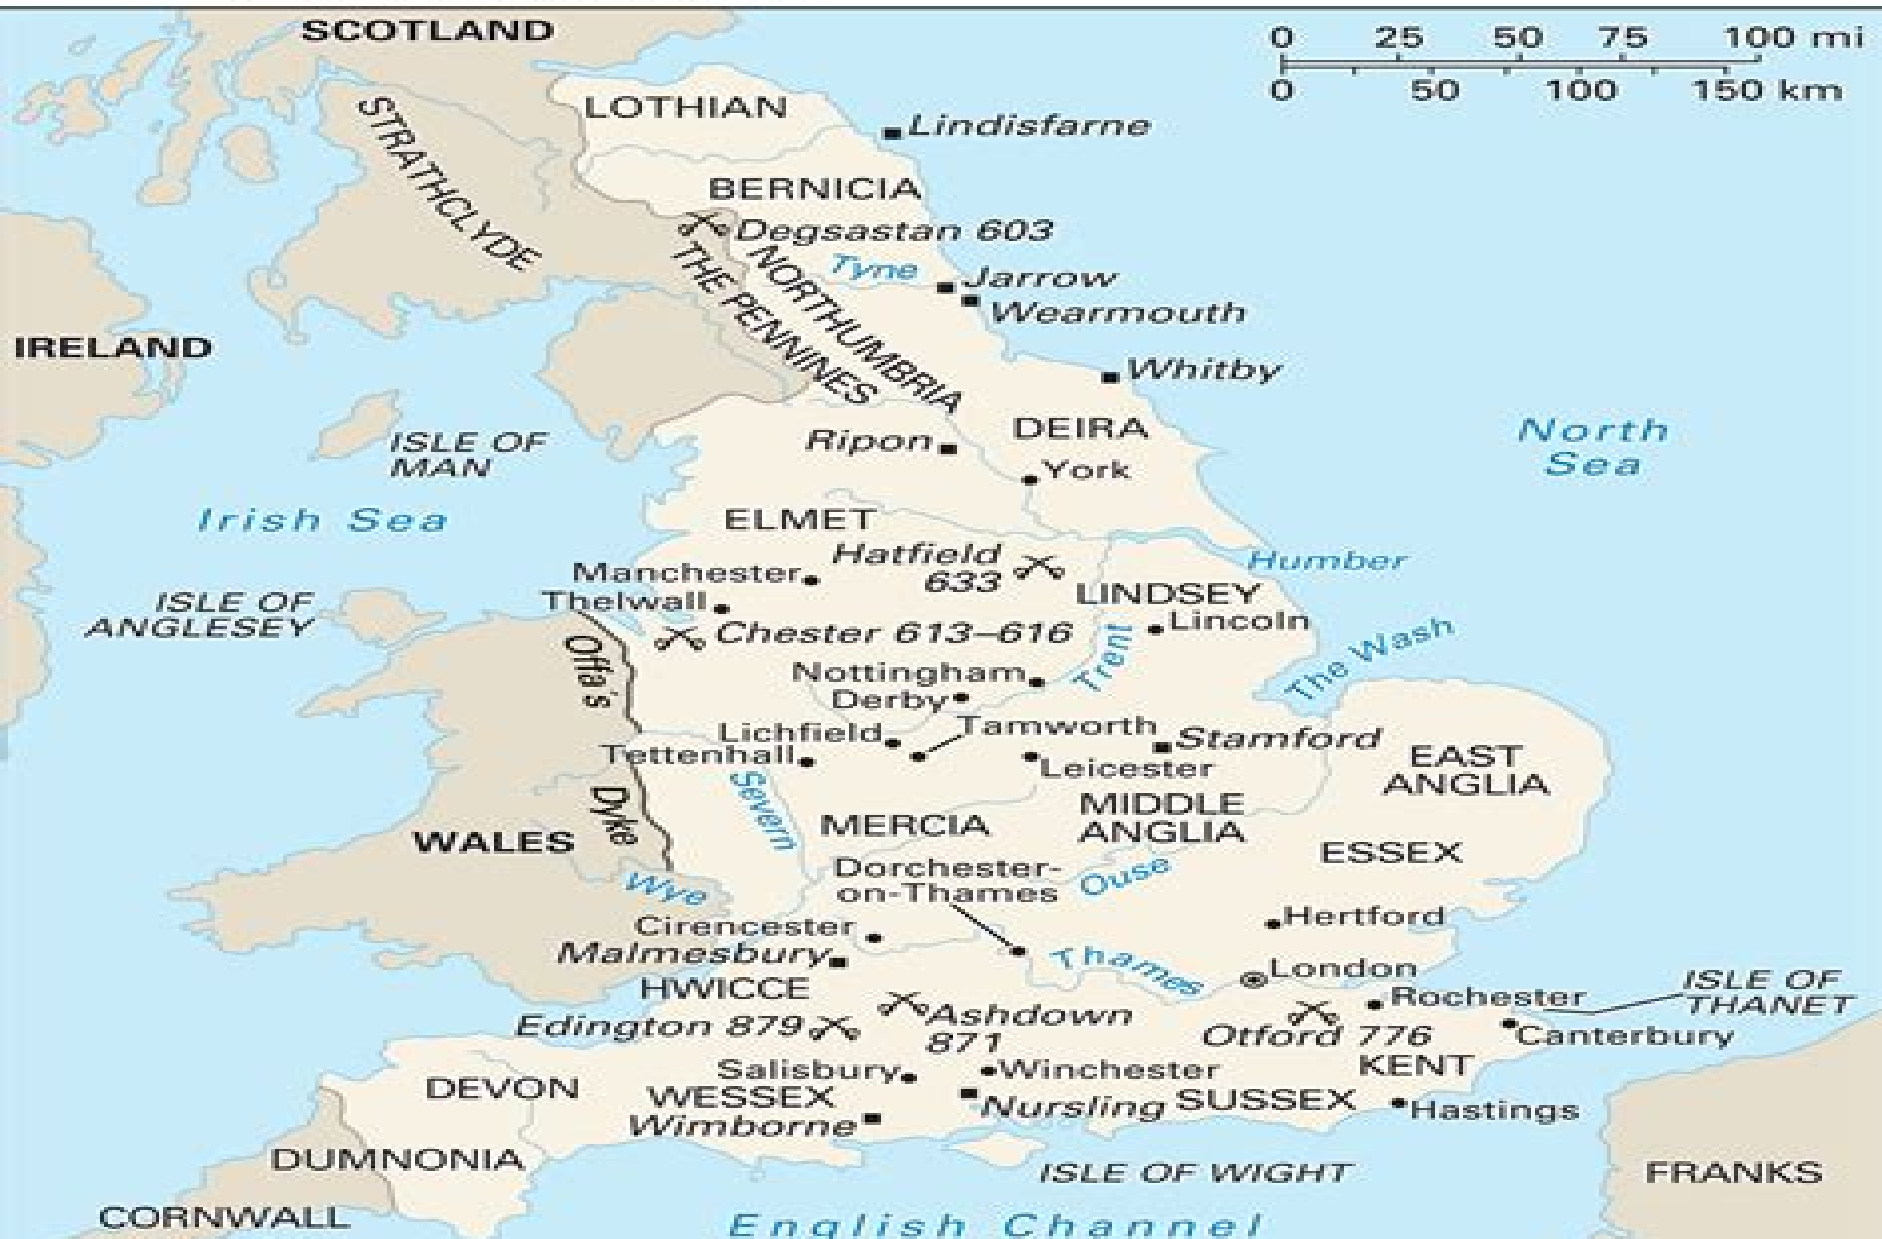 SCOTLAND
0 25 50 75 100 mi
0 50 100 150 km
LOTHIAN
Lindisfarne
STRATHCLYDE
BERNICIA
Degsastan 603
THE PENNINES
NORTHUMBRIA
Tyne
Jarrow
Wearmouth
IRELAND
Whitby
ISLE OF
MAN
Ripon
DEIRA
York
North
Sea
Irish Sea
ELMET
Hatfield
633
Humber
Manchester
Thelwall
ISLE OF
ANGLESEY
LINDSEY
Lincoln
Chester 613–616
Offa's
Dyke
Trent
The Wash
Nottingham
Derby
Lichfield
Tamworth
Tettenhall
Stamford
Leicester
EAST
ANGLIA
Severn
MERCIA
MIDDLE
ANGLIA
WALES
ESSEX
Wye
Dorchester-
on-Thames
Ouse
Cirencester
Hertford
Malmesbury
Thames
London
HWICCE
ISLE OF
THANET
Rochester
Edington 879
Ashdown
871
Otford 776
Canterbury
KENT
Salisbury
Winchester
DEVON
WESSEX
Nursling
SUSSEX
Hastings
Wimborne
DUMNONIA
ISLE OF WIGHT
FRANKS
CORNWALL
English Channel